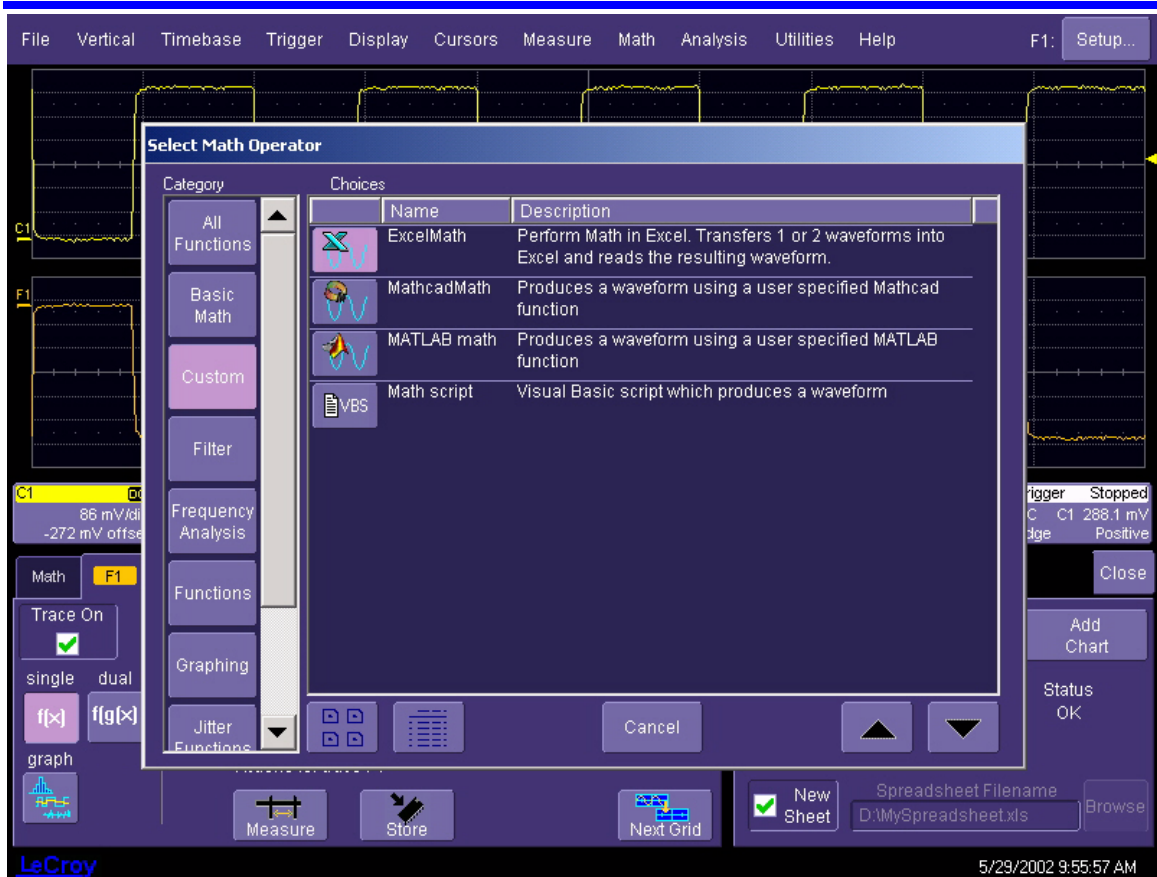 File Vertical Timebase Trigger Display Cursors Measure Math Analysis Utilities Help F1: Setup...
C1
F1
Select Math Operator
Category
All
Functions
Basic
Math
Custom
Filter
Frequency
Analysis
Functions
Graphing
Jitter
Functions
Choices
Name Description
ExcelMath Perform Math in Excel. Transfers 1 or 2 waveforms into
Excel and reads the resulting waveform.
MathcadMath Produces a waveform using a user specified Mathcad
function
MATLAB math Produces a waveform using a user specified MATLAB
function
VBS Math script Visual Basic script which produces a waveform
Cancel
C1
86 mV/di
-272 mV offse
rigger Stopped
C C1 288.1 mV
dge Positive
Math F1
Close
Trace On
single dual
f(x) f(g(x)
graph
Measure
Store
Next Grid
Add
Chart
Status
OK
New
Sheet
Spreadsheet Filename
D:\MySpreadsheet.xls
Browse
LeCroy
5/29/2002 9:55:57 AM